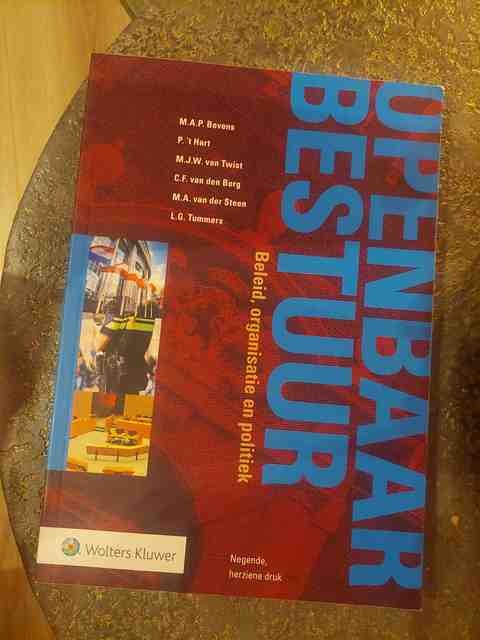 M.A.P. Bovens
P. 't Hart
M.J.W. van Twist
C.F. van den Berg
M.A. van der Steen
L.G. Tummers
OPENBAAR
BESTUUR
Beleid, organisatie en politiek
Wolters Kluwer
Negende,
herziene druk